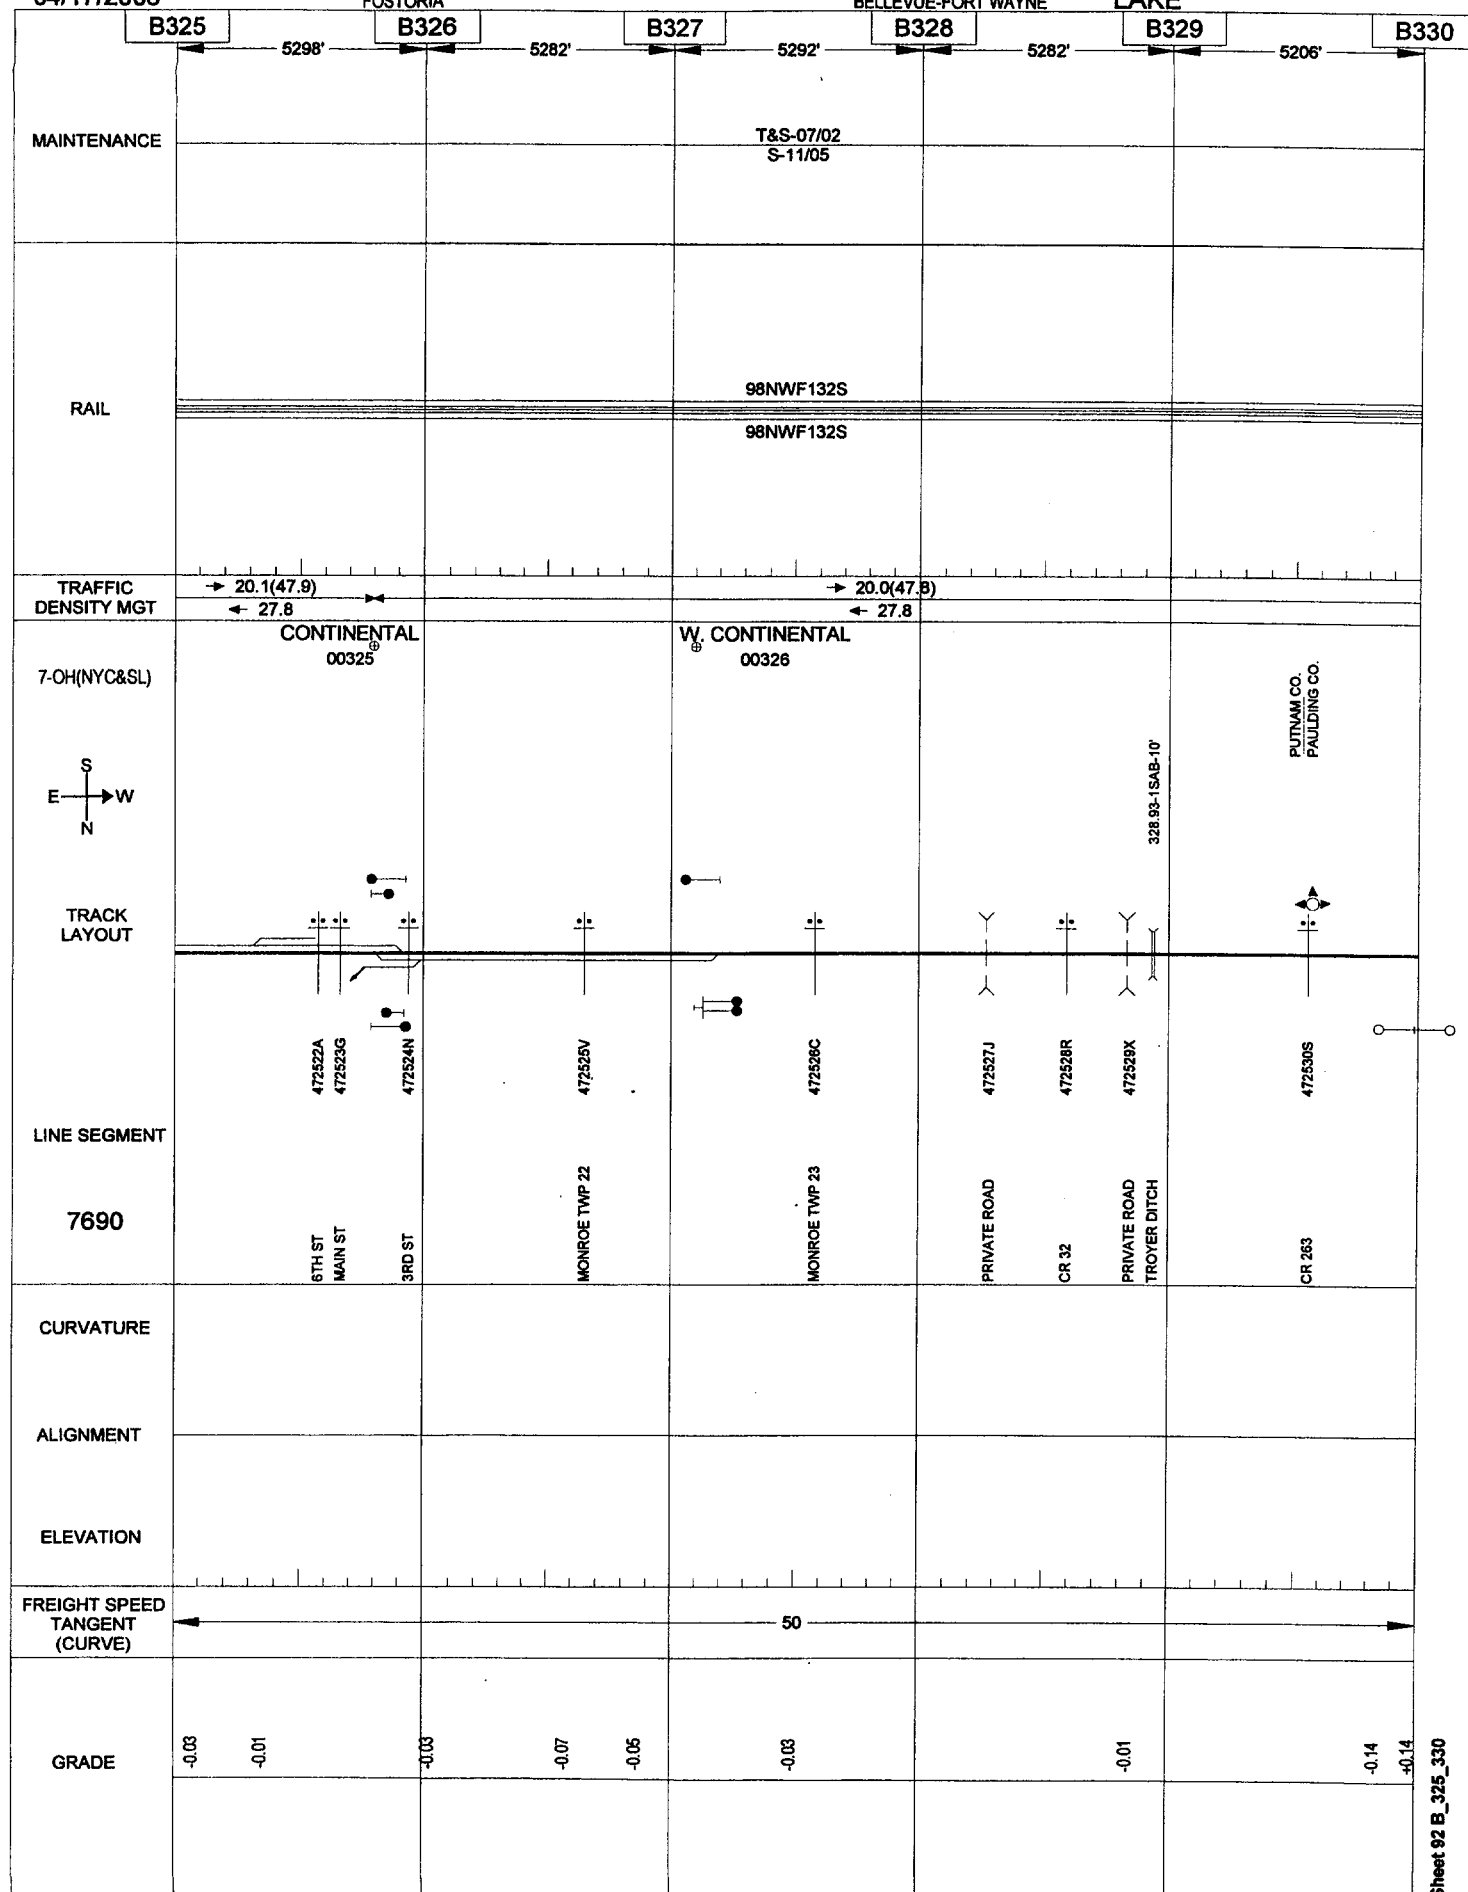 FOSTORIA BELLEVUE-FORT WAYNE LAKE
B325 B326 B327 B328 B329 B330
5298' 5282' 5292' 5282' 5206'
MAINTENANCE
T&S-07/02
S-11/05
RAIL
98NWF132S
98NWF132S
TRAFFIC
DENSITY MGT
20.1(47.9) 20.0(47.8)
27.8 27.8
CONTINENTAL
00325
W. CONTINENTAL
00326
7-OH(NYC&SL)
PUTNAM CO.
PAULDING CO.
S
E W
N
328.93-1SAB-10'
TRACK
LAYOUT
472522A
472523G
472524N
472525V
472526C
472527J
472528R
472529X
472530S
LINE SEGMENT
7690
6TH ST
MAIN ST
3RD ST
MONROE TWP 22
MONROE TWP 23
PRIVATE ROAD
CR 32
PRIVATE ROAD
TROYER DITCH
CR 263
CURVATURE
ALIGNMENT
ELEVATION
FREIGHT SPEED
TANGENT
(CURVE)
50
GRADE
-0.03
-0.01
-0.03
-0.07
-0.05
-0.03
-0.01
-0.14
+0.14
Sheet 92 B_325_330